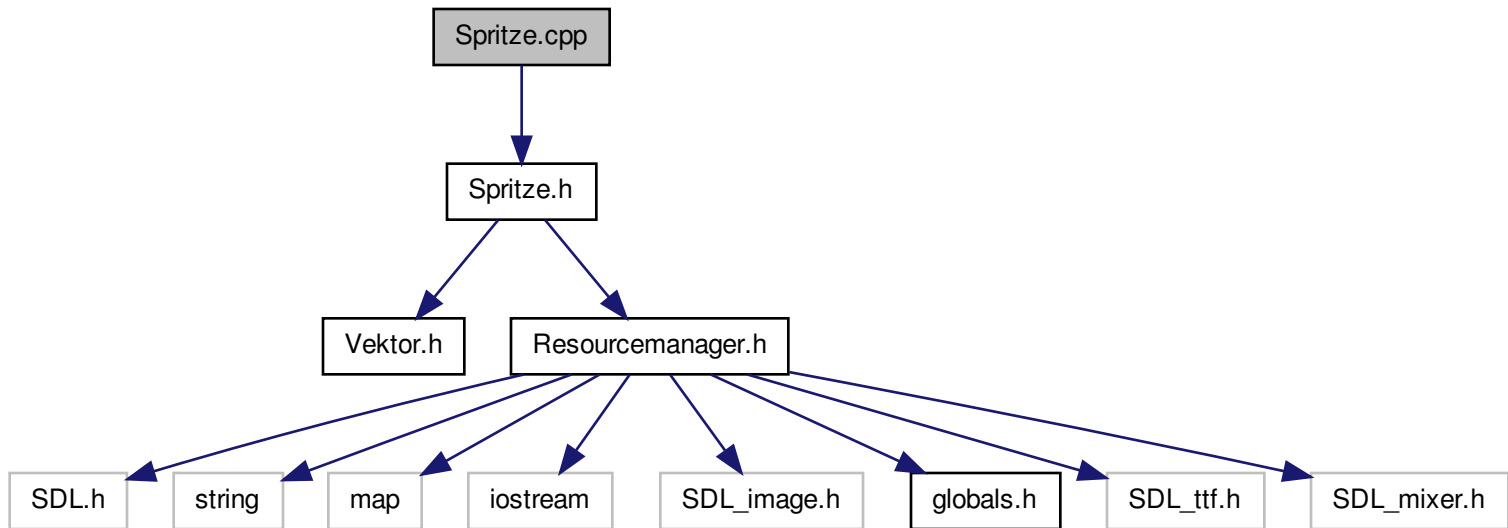 Spritze.cpp
Spritze.h
Vektor.h
Resourcemanager.h
SDL.h
string
map
iostream
SDL_image.h
globals.h
SDL_ttf.h
SDL_mixer.h